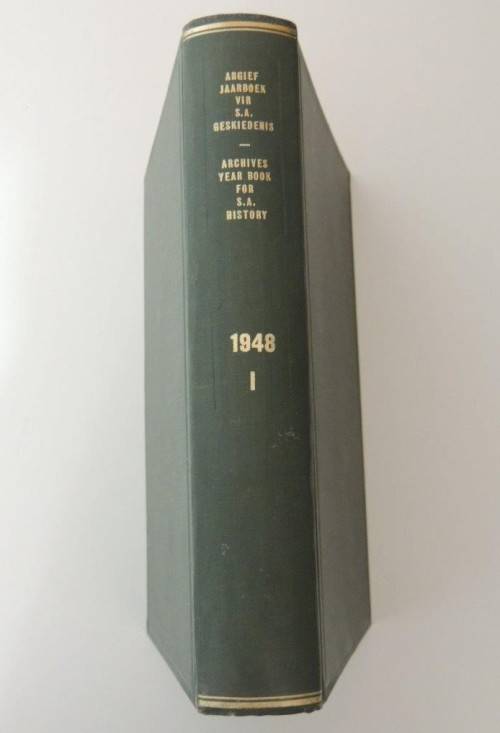 ARGIEF
JAARBOEK
VIR
S.A.
GESKIEDENIS
—
ARCHIVES
YEAR BOOK
FOR
S.A.
HISTORY
1948
I